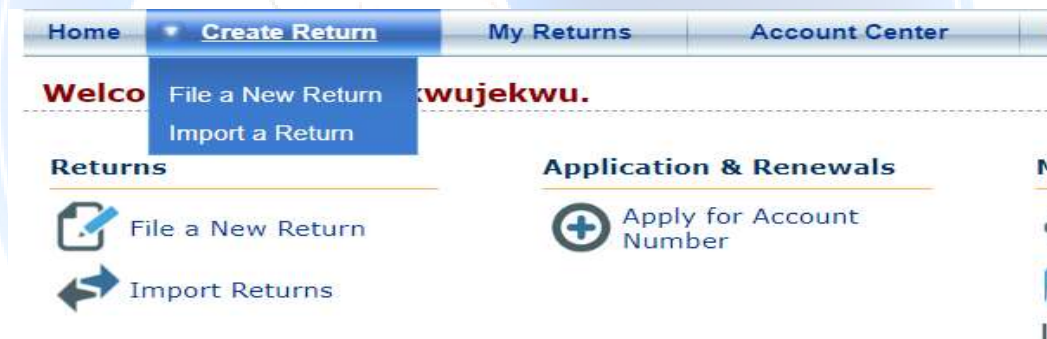 Home Create Return My Returns Account Center
Welco wujekwu.
File a New Return
Import a Return
Returns Application & Renewals
File a New Return Apply for Account
Number
Import Returns